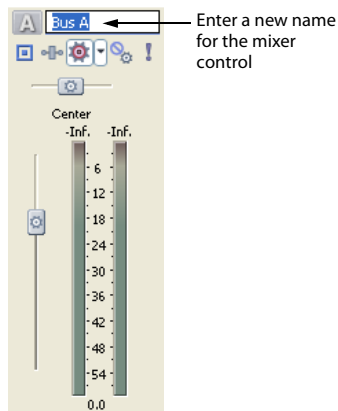 A Bus A
Enter a new name
for the mixer
control
!
Center
-Inf. -Inf.
6
12
18
24
30
36
42
48
54
0.0